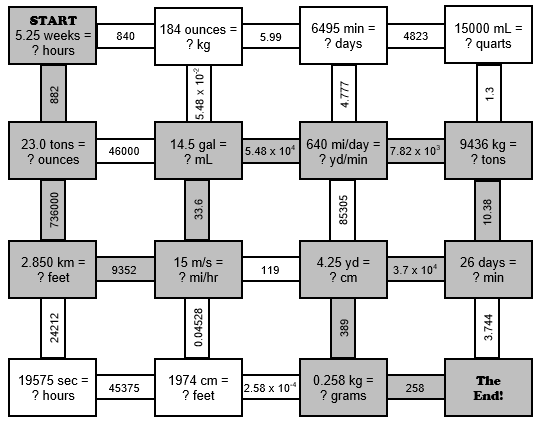 START
5.25 weeks =
? hours
840
184 ounces =
? kg
5.99
6495 min =
? days
4823
15000 mL =
? quarts
882
5.48 x 10⁻²
4.777
1.3
23.0 tons =
? ounces
46000
14.5 gal =
? mL
5.48 x 10⁴
640 mi/day =
? yd/min
7.82 x 10³
9436 kg =
? tons
736000
33.6
85305
10.38
2.850 km =
? feet
9352
15 m/s =
? mi/hr
119
4.25 yd =
? cm
3.7 x 10⁴
26 days =
? min
24212
0.04528
389
3.744
19575 sec =
? hours
45375
1974 cm =
? feet
2.58 x 10⁻⁴
0.258 kg =
? grams
258
The
End!